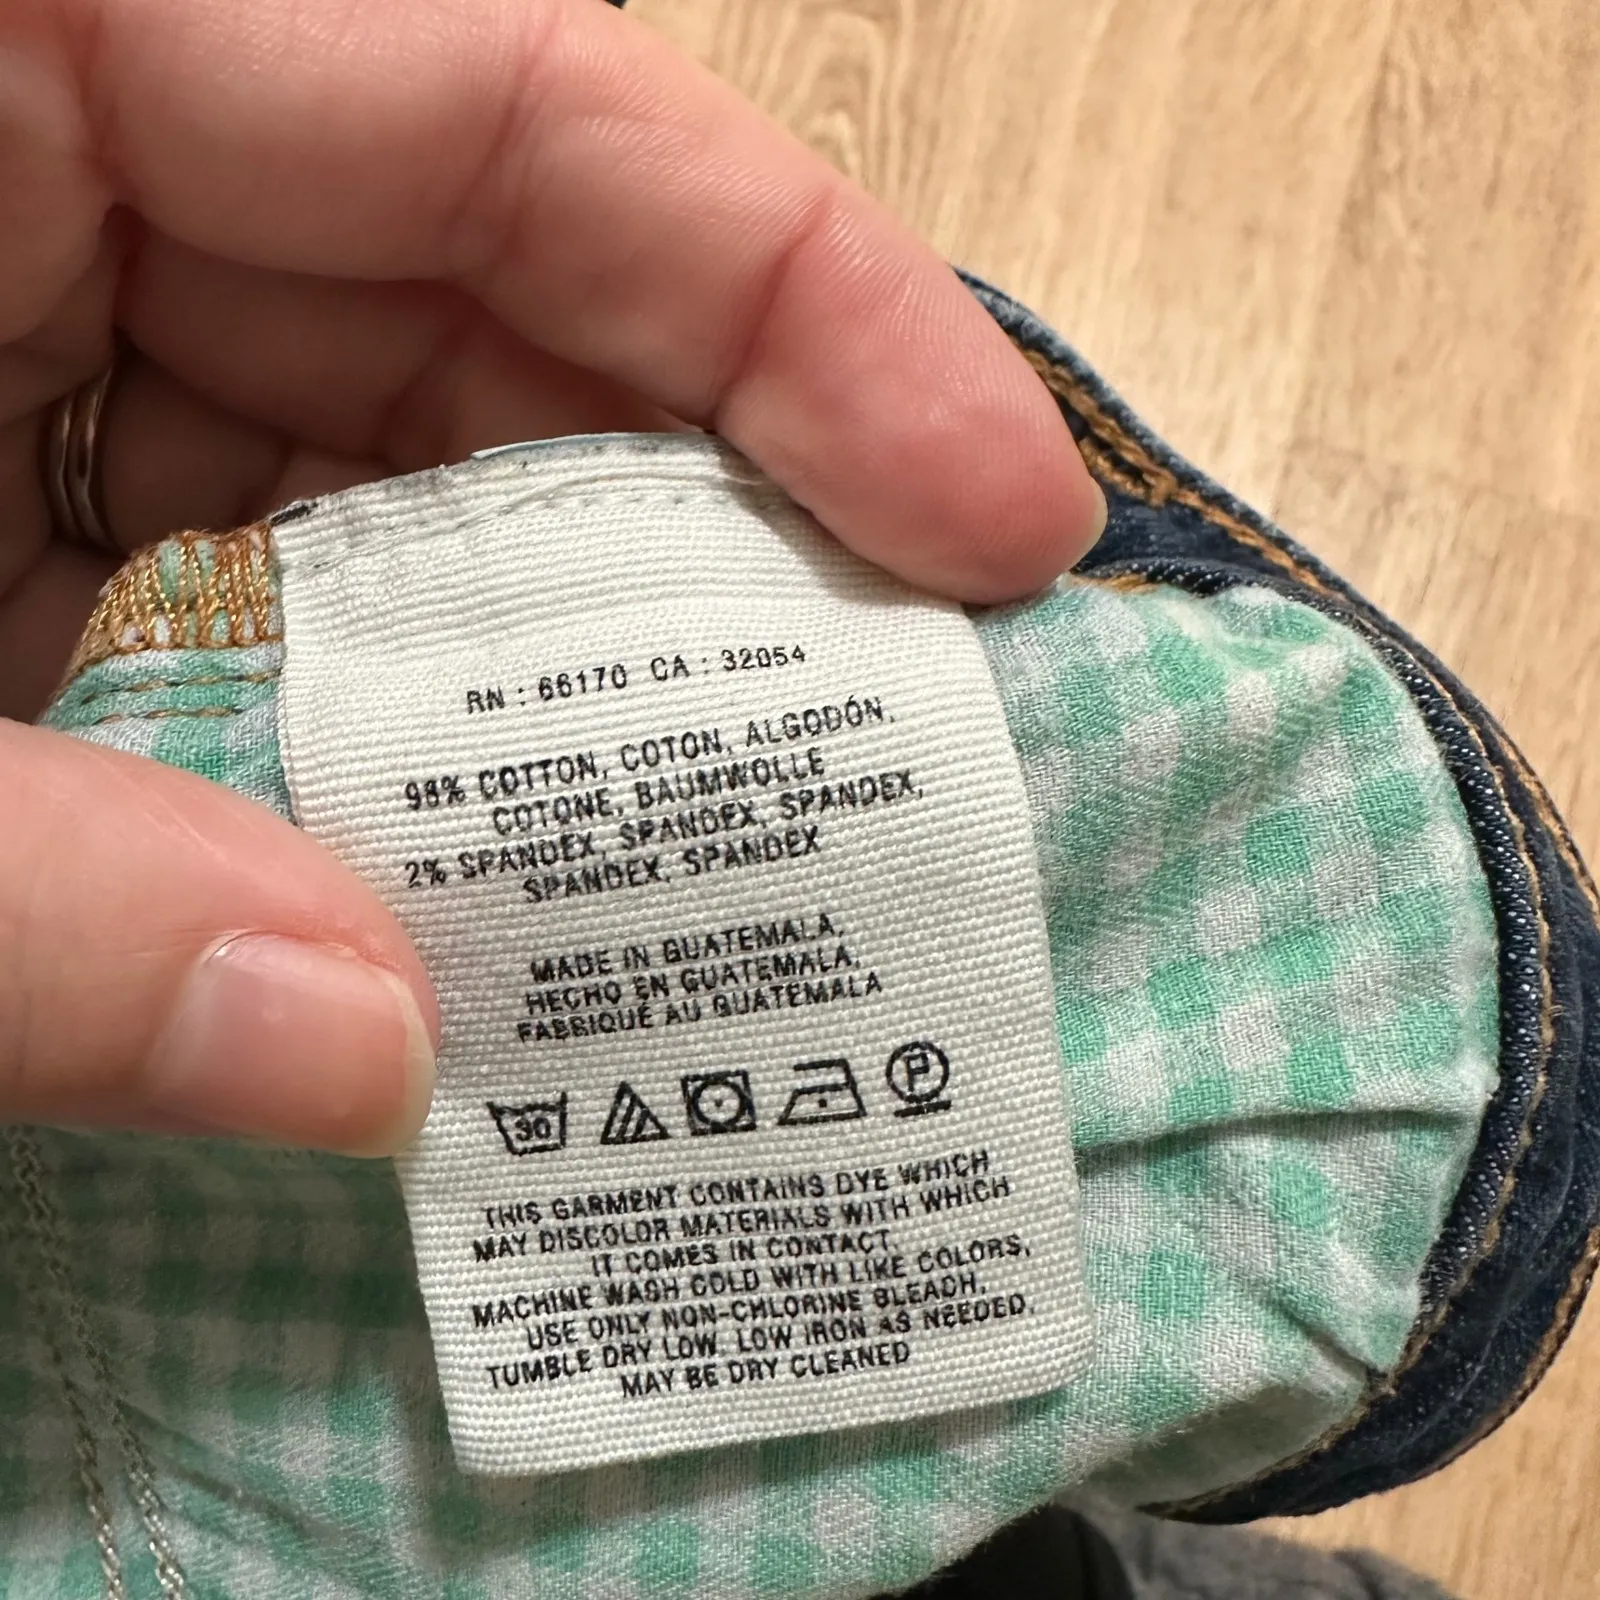 RN : 66170 CA : 32054
98% COTTON, COTON, ALGODÓN,
COTONE, BAUMWOLLE
2% SPANDEX, SPANDEX, SPANDEX,
SPANDEX, SPANDEX
MADE IN GUATEMALA,
HECHO EN GUATEMALA,
FABRIQUÉ AU GUATEMALA
30 P
THIS GARMENT CONTAINS DYE WHICH
MAY DISCOLOR MATERIALS WITH WHICH
IT COMES IN CONTACT.
MACHINE WASH COLD WITH LIKE COLORS,
USE ONLY NON-CHLORINE BLEACH,
TUMBLE DRY LOW. LOW IRON AS NEEDED.
MAY BE DRY CLEANED